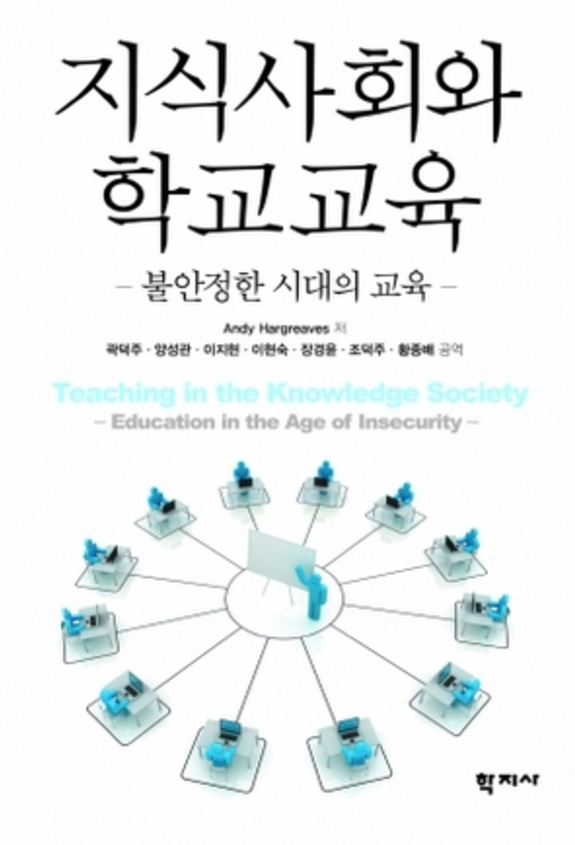 지식사회와
학교교육
– 불안정한 시대의 교육 –
Andy Hargreaves 저
곽덕주 · 양성관 · 이지현 · 이현숙 · 장경윤 · 조덕주 · 황종배 공역
Teaching in the Knowledge Society
– Education in the Age of Insecurity –
학지사